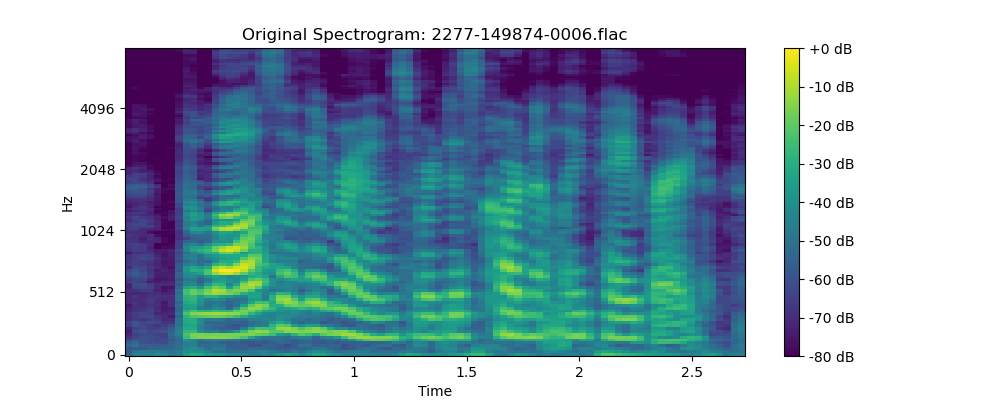 Original Spectrogram: 2277-149874-0006.flac
Hz
4096
2048
1024
512
0
0
0.5
1
1.5
2
2.5
Time
+0 dB
-10 dB
-20 dB
-30 dB
-40 dB
-50 dB
-60 dB
-70 dB
-80 dB